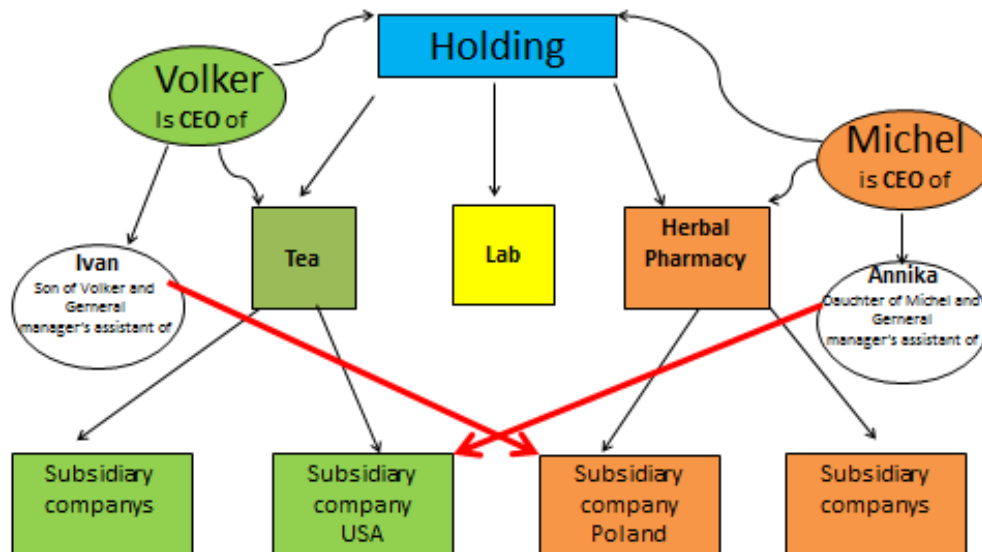 Holding
Volker
Is CEO of
Michel
is CEO of
Tea
Lab
Herbal
Pharmacy
Ivan
Son of Volker and
Gerneral
manager's assistant of
Annika
Dauchter of Michel and
Gerneral
manager's assistant of
Subsidiary
companys
Subsidiary
company
USA
Subsidiary
company
Poland
Subsidiary
companys